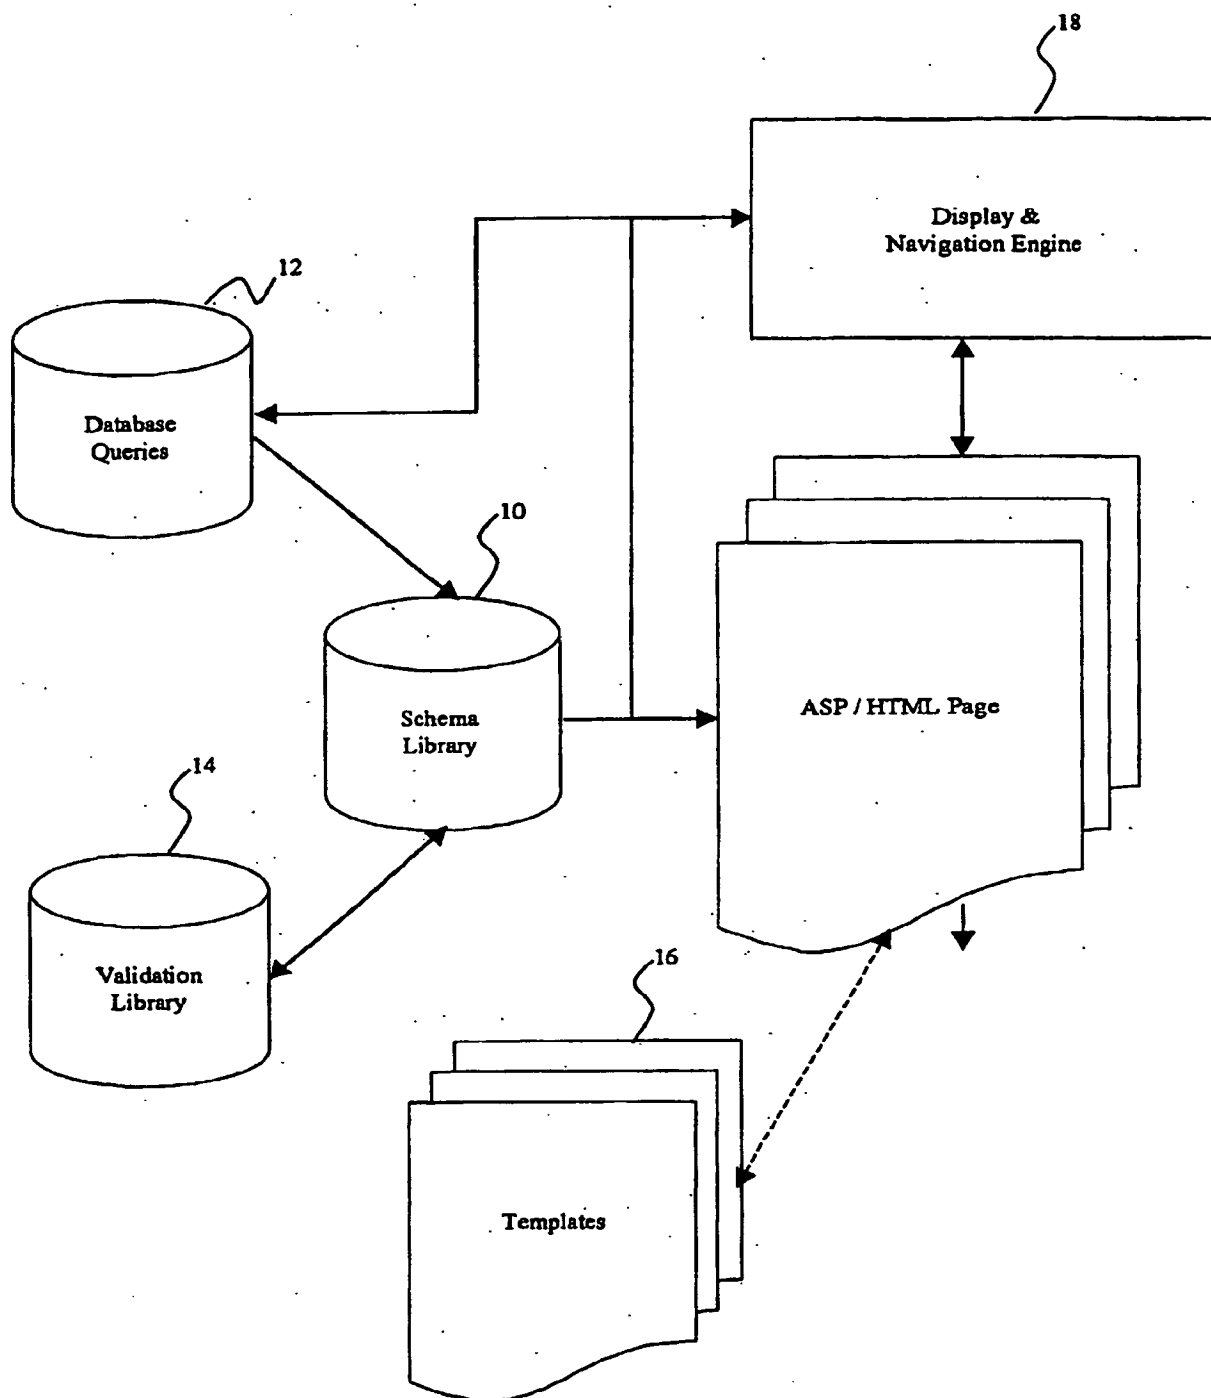 18
Display &
Navigation Engine
12
Database
Queries
10
Schema
Library
ASP / HTML Page
14
Validation
Library
16
Templates